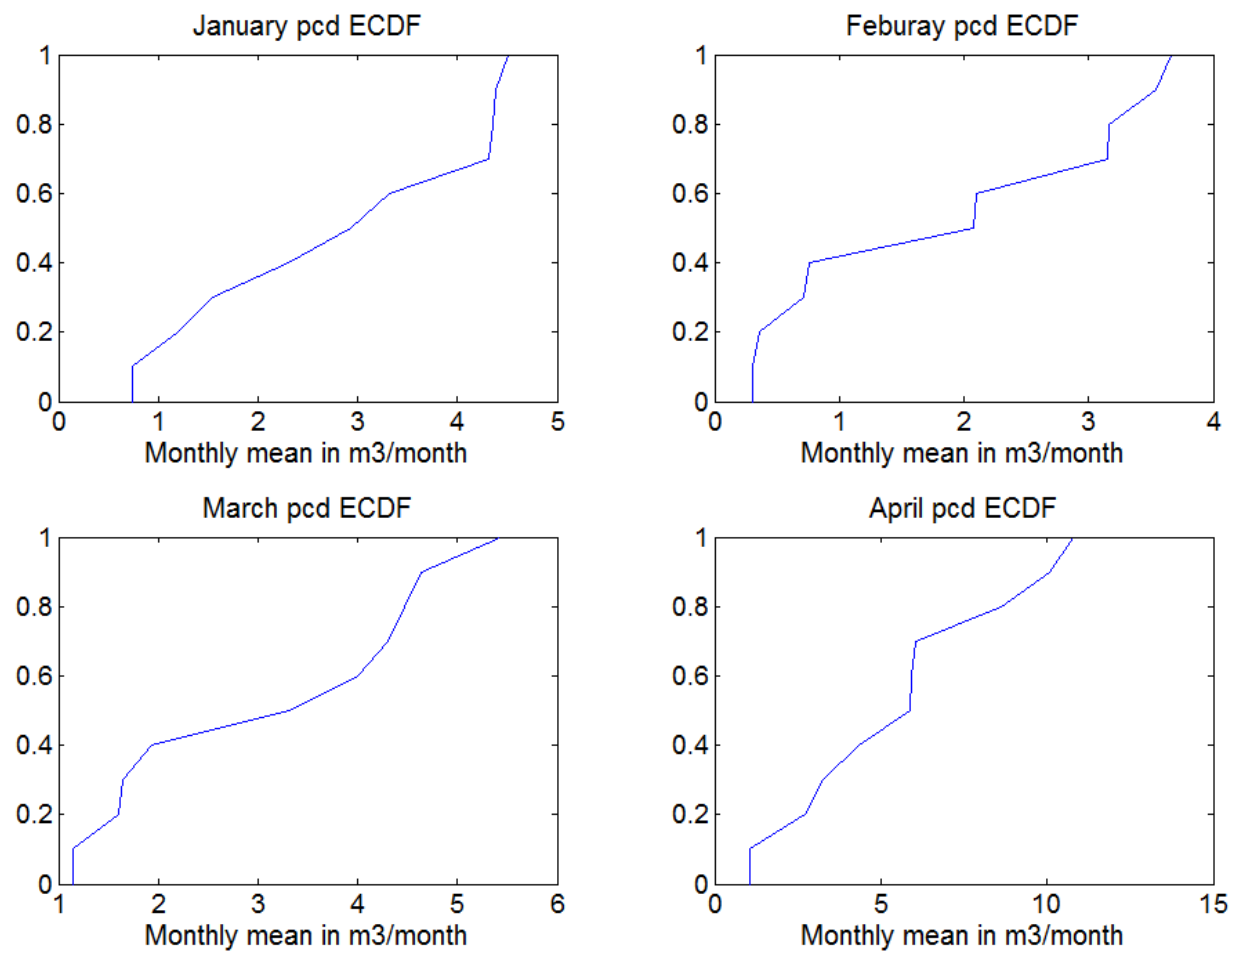 January pcd ECDF
1
0.8
0.6
0.4
0.2
0
0 1 2 3 4 5
Monthly mean in m3/month
Feburay pcd ECDF
1
0.8
0.6
0.4
0.2
0
0 1 2 3 4
Monthly mean in m3/month
March pcd ECDF
1
0.8
0.6
0.4
0.2
0
1 2 3 4 5 6
Monthly mean in m3/month
April pcd ECDF
1
0.8
0.6
0.4
0.2
0
0 5 10 15
Monthly mean in m3/month